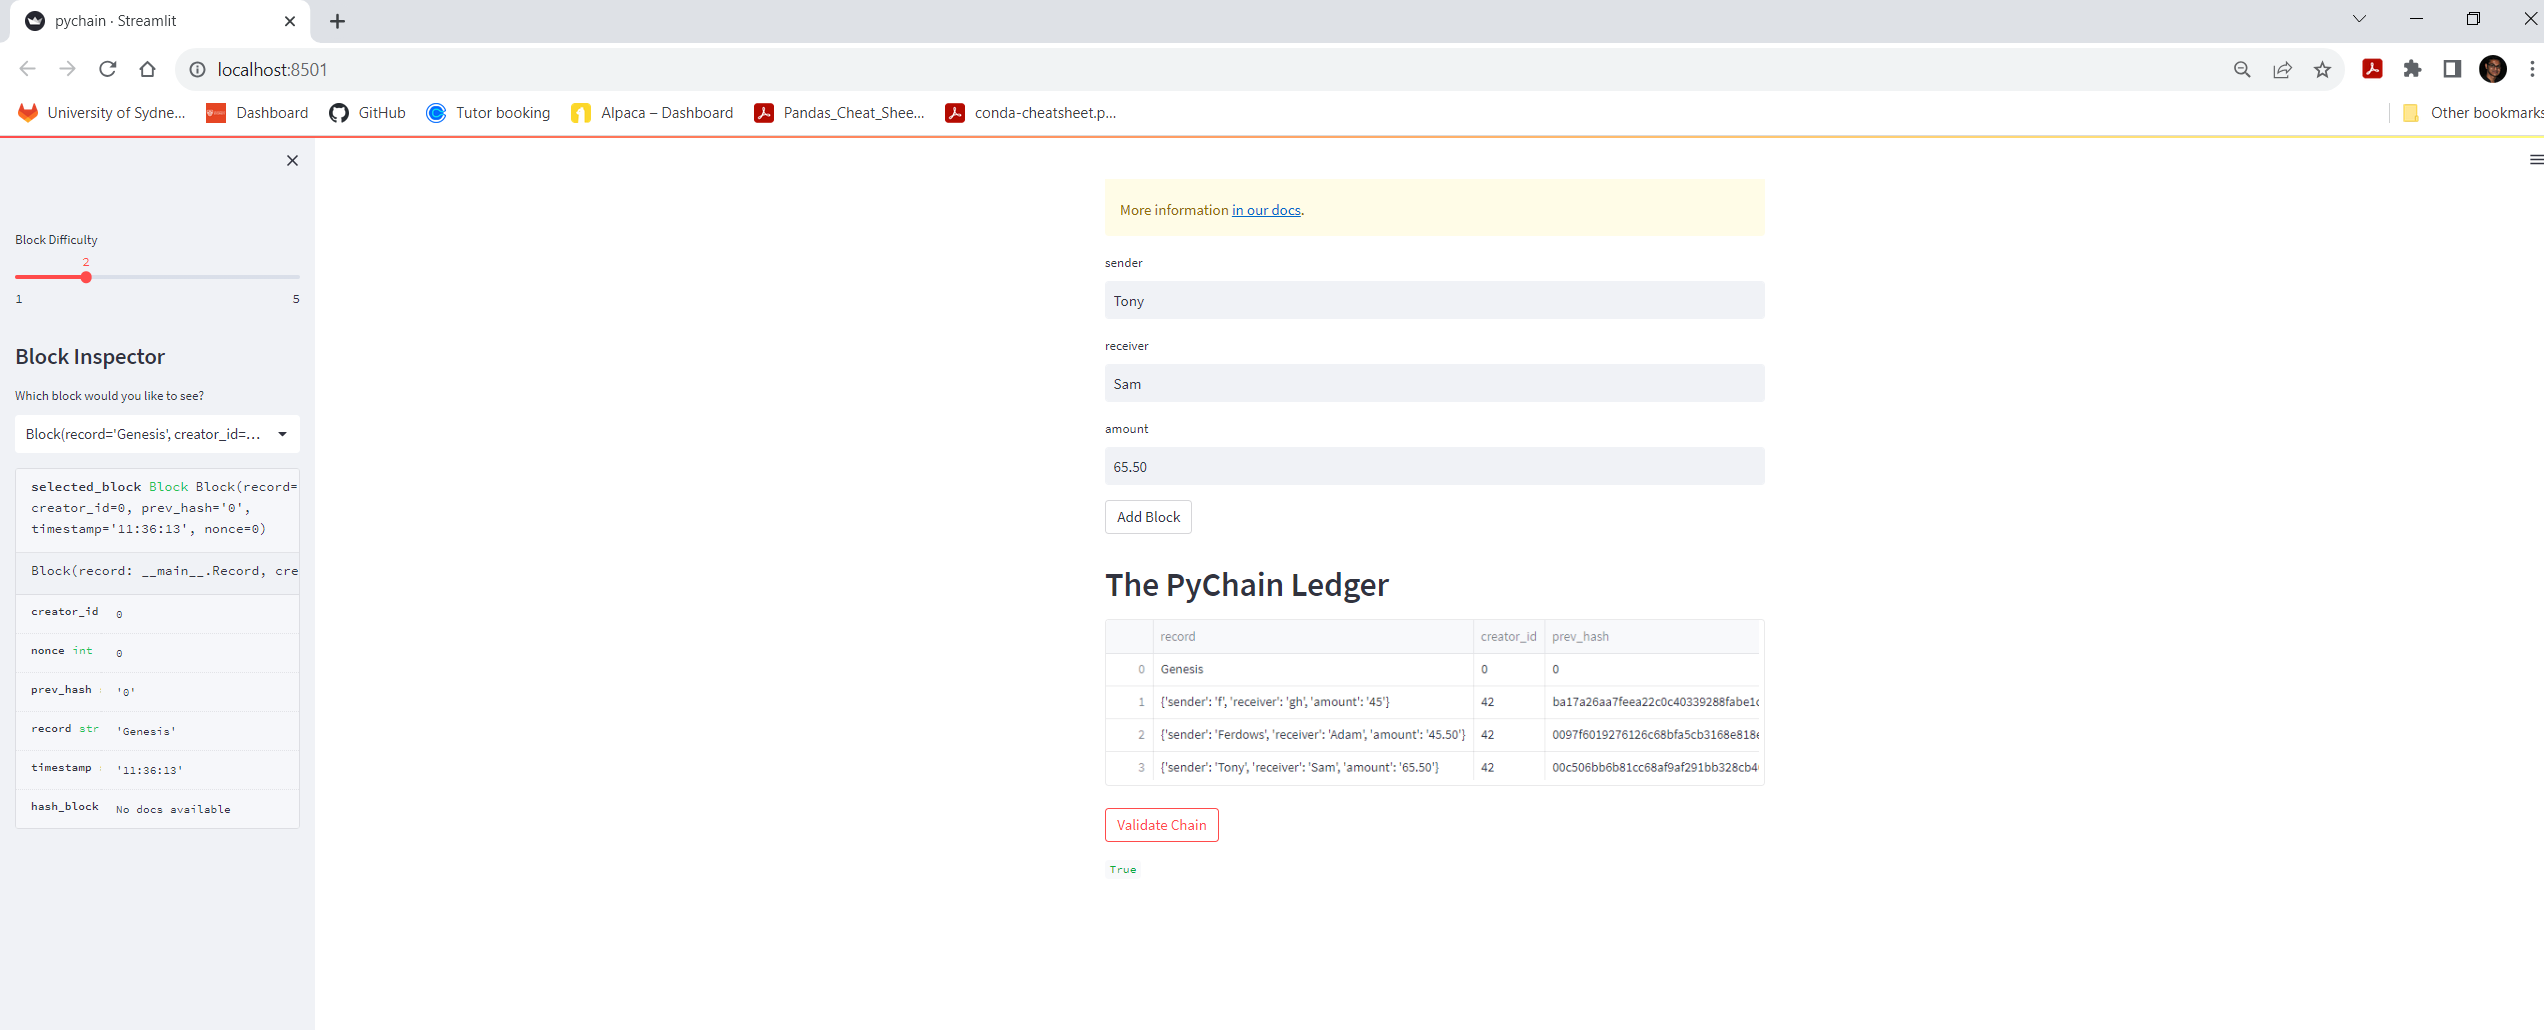 pychain · Streamlit
localhost:8501
University of Sydne... Dashboard GitHub Tutor booking Alpaca – Dashboard Pandas_Cheat_Shee... conda-cheatsheet.p... Other bookmarks
Block Difficulty
2
1 5
Block Inspector
Which block would you like to see?
Block(record='Genesis', creator_id=...
selected_block Block Block(record=
creator_id=0, prev_hash='0',
timestamp='11:36:13', nonce=0)
Block(record: __main__.Record, cre
creator_id 0
nonce int 0
prev_hash '0'
record str 'Genesis'
timestamp '11:36:13'
hash_block No docs available
More information in our docs.
sender
Tony
receiver
Sam
amount
65.50
Add Block
The PyChain Ledger
record creator_id prev_hash
0 Genesis 0 0
1 {'sender': 'f', 'receiver': 'gh', 'amount': '45'} 42 ba17a26aa7feea22c0c40339288fabe1c
2 {'sender': 'Ferdows', 'receiver': 'Adam', 'amount': '45.50'} 42 0097f6019276126c68bfa5cb3168e818e
3 {'sender': 'Tony', 'receiver': 'Sam', 'amount': '65.50'} 42 00c506bb6b81cc68af9af291bb328cb4
Validate Chain
True